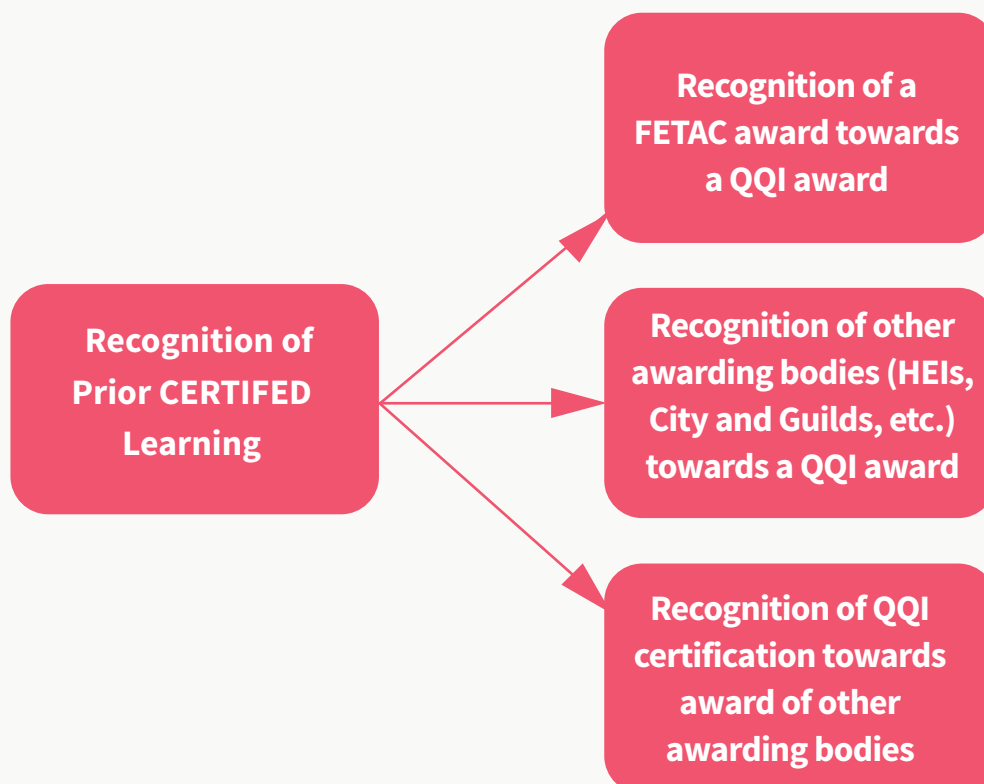 Recognition of
Prior CERTIFED
Learning
Recognition of a
FETAC award towards
a QQI award
Recognition of other
awarding bodies (HEIs,
City and Guilds, etc.)
towards a QQI award
Recognition of QQI
certification towards
award of other
awarding bodies